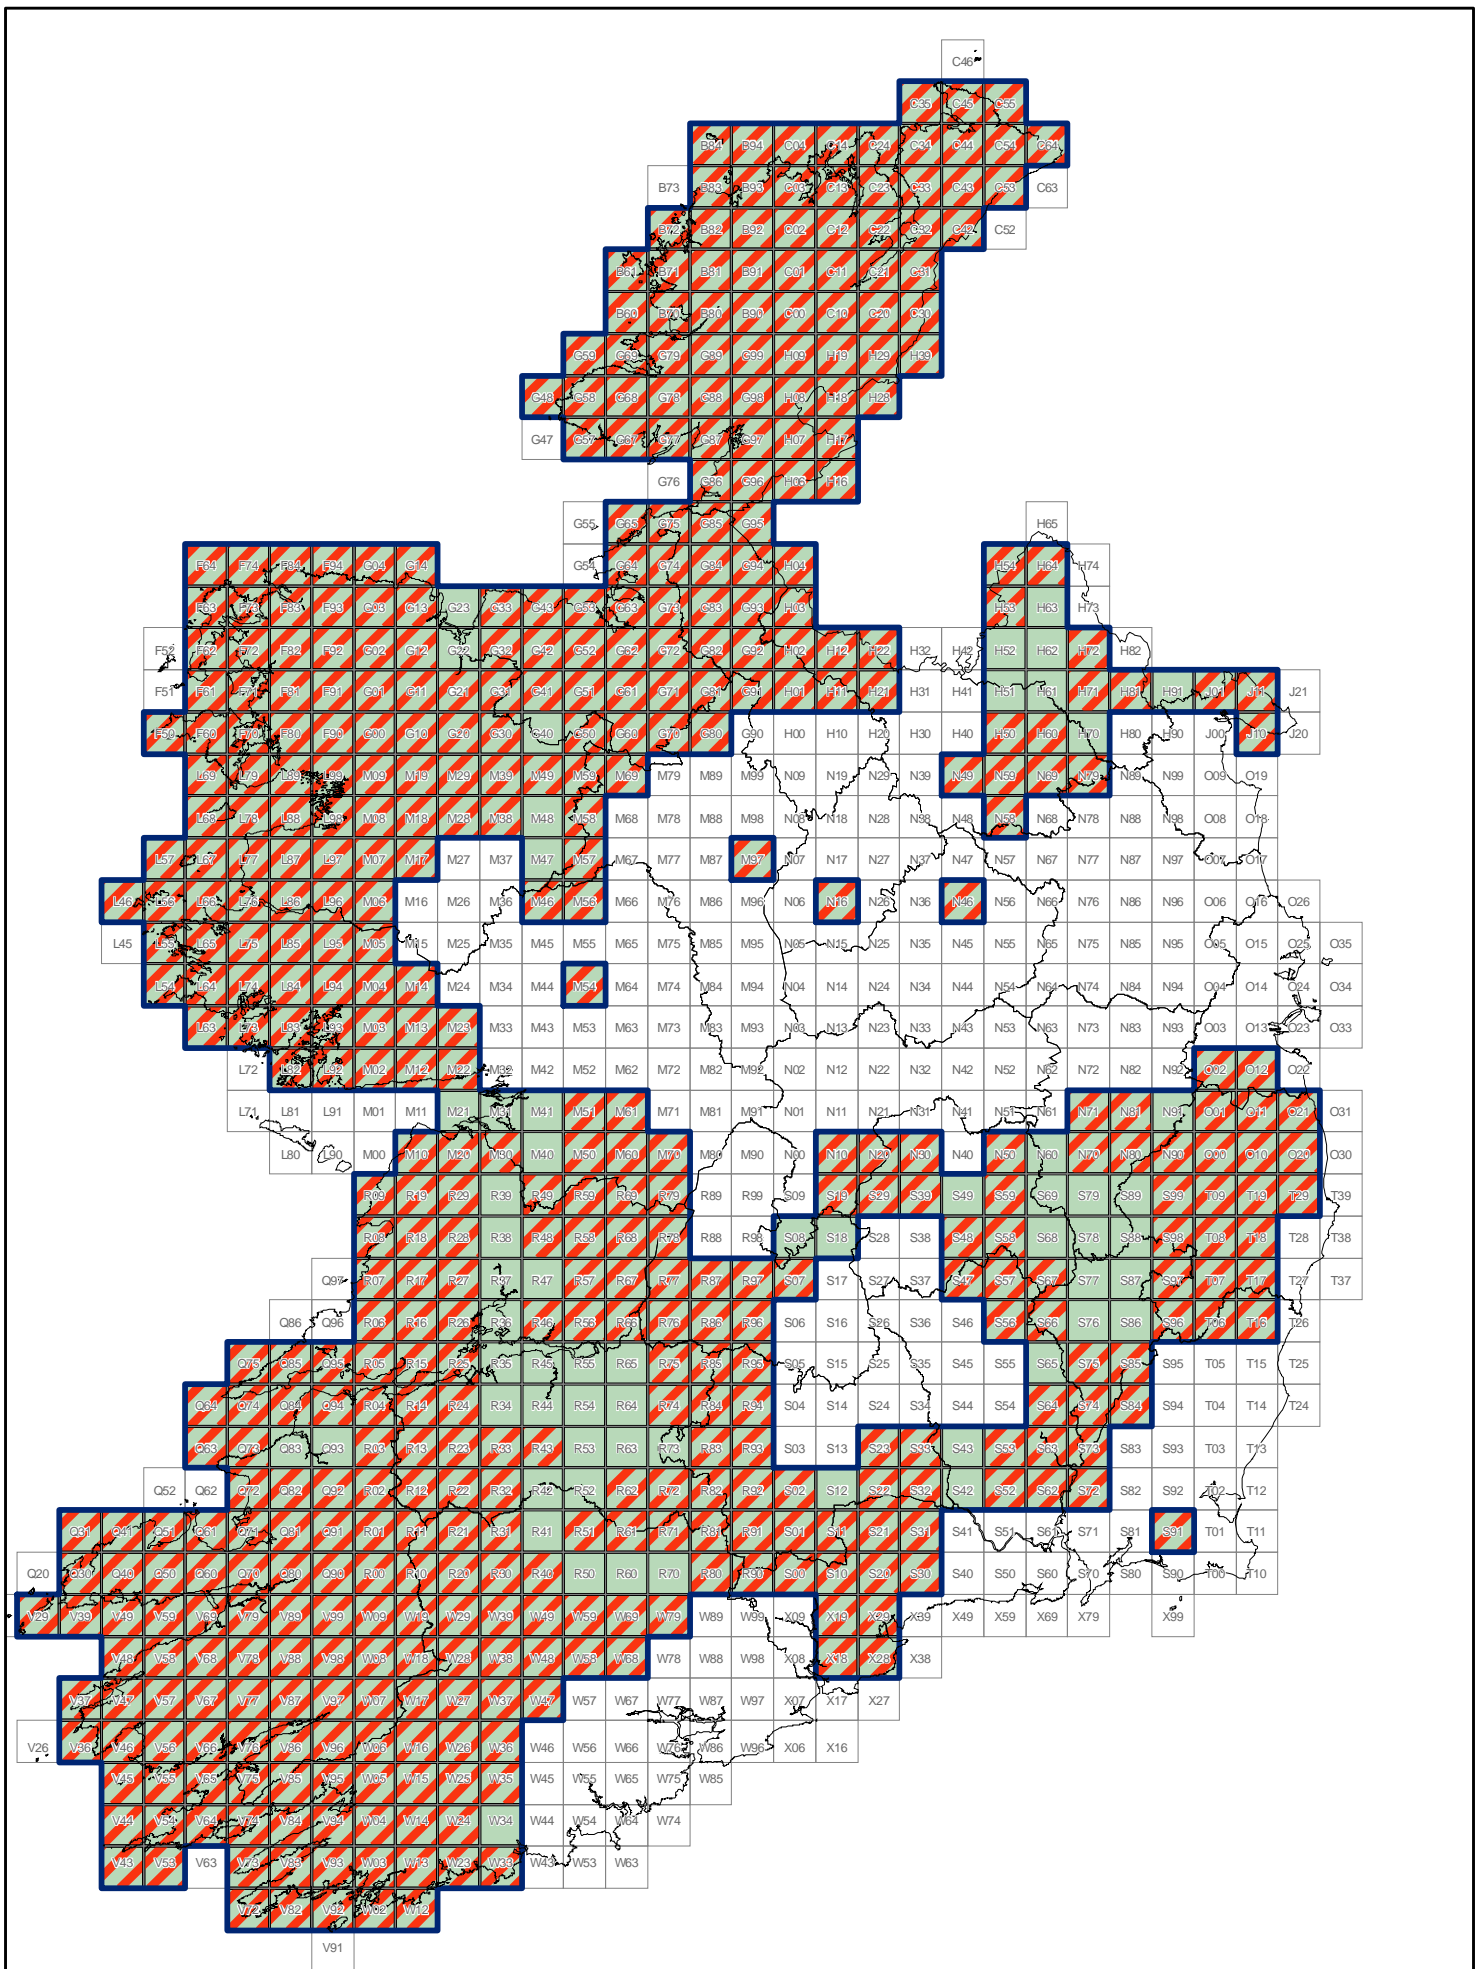 C46
C35 C45 C55
B84 B94 C04 C14 C24 C34 C44 C54 C64
B73 B83 B93 C03 C13 C23 C33 C43 C53 C63
B72 B82 B92 C02 C12 C22 C32 C42 C52
B61 B71 B81 B91 C01 C11 C21 C31
B60 B70 B80 B90 C00 C10 C20 C30
G59 G69 G79 G89 G99 H09 H19 H29 H39
G48 G58 G68 G78 G88 G98 H08 H18 H28
G47 G57 G67 G77 G87 G97 H07 H17
G76 G86 G96 H06 H16
G55 G65 G75 G85 G95 H65
F64 F74 F84 F94 G04 G14 G54 G64 G74 G84 G94 H04 H54 H64 H74
F63 F73 F83 F93 G03 G13 G23 G33 G43 G53 G63 G73 G83 G93 H03 H53 H63 H73
F52 F62 F72 F82 F92 G02 G12 G22 G32 G42 G52 G62 G72 G82 G92 H02 H12 H22 H32 H42 H52 H62 H72 H82
F51 F61 F71 F81 F91 G01 G11 G21 G31 G41 G51 G61 G71 G81 G91 H01 H11 H21 H31 H41 H51 H61 H71 H81 H91 J01 J11 J21
F50 F60 F70 F80 F90 G00 G10 G20 G30 G40 G50 G60 G70 G80 G90 H00 H10 H20 H30 H40 H50 H60 H70 H80 H90 J00 J10 J20
L69 L79 L89 L99 M09 M19 M29 M39 M49 M59 M69 M79 M89 M99 N09 N19 N29 N39 N49 N59 N69 N79 N89 N99 O09 O19
L68 L78 L88 L98 M08 M18 M28 M38 M48 M58 M68 M78 M88 M98 N08 N18 N28 N38 N48 N58 N68 N78 N88 N98 O08 O18
L57 L67 L77 L87 L97 M07 M17 M27 M37 M47 M57 M67 M77 M87 M97 N07 N17 N27 N37 N47 N57 N67 N77 N87 N97 O07 O17
L46 L56 L66 L76 L86 L96 M06 M16 M26 M36 M46 M56 M66 M76 M86 M96 N06 N16 N26 N36 N46 N56 N66 N76 N86 N96 O06 O16 O26
L45 L55 L65 L75 L85 L95 M05 M15 M25 M35 M45 M55 M65 M75 M85 M95 N05 N15 N25 N35 N45 N55 N65 N75 N85 N95 O05 O15 O25 O35
L54 L64 L74 L84 L94 M04 M14 M24 M34 M44 M54 M64 M74 M84 M94 N04 N14 N24 N34 N44 N54 N64 N74 N84 N94 O04 O14 O24 O34
L63 L73 L83 L93 M03 M13 M23 M33 M43 M53 M63 M73 M83 M93 N03 N13 N23 N33 N43 N53 N63 N73 N83 N93 O03 O13 O23 O33
L72 L82 L92 M02 M12 M22 M32 M42 M52 M62 M72 M82 M92 N02 N12 N22 N32 N42 N52 N62 N72 N82 N92 O02 O12 O22
L71 L81 L91 M01 M11 M21 M31 M41 M51 M61 M71 M81 M91 N01 N11 N21 N31 N41 N51 N61 N71 N81 N91 O01 O11 O21 O31
L80 L90 M00 M10 M20 M30 M40 M50 M60 M70 M80 M90 N00 N10 N20 N30 N40 N50 N60 N70 N80 N90 O00 O10 O20 O30
R09 R19 R29 R39 R49 R59 R69 R79 R89 R99 S09 S19 S29 S39 S49 S59 S69 S79 S89 S99 T09 T19 T29 T39
R08 R18 R28 R38 R48 R58 R68 R78 R88 R98 S08 S18 S28 S38 S48 S58 S68 S78 S88 S98 T08 T18 T28 T38
Q97 R07 R17 R27 R37 R47 R57 R67 R77 R87 R97 S07 S17 S27 S37 S47 S57 S67 S77 S87 S97 T07 T17 T27 T37
Q86 Q96 R06 R16 R26 R36 R46 R56 R66 R76 R86 R96 S06 S16 S26 S36 S46 S56 S66 S76 S86 S96 T06 T16 T26
Q75 Q85 Q95 R05 R15 R25 R35 R45 R55 R65 R75 R85 R95 S05 S15 S25 S35 S45 S55 S65 S75 S85 S95 T05 T15 T25
Q64 Q74 Q84 Q94 R04 R14 R24 R34 R44 R54 R64 R74 R84 R94 S04 S14 S24 S34 S44 S54 S64 S74 S84 S94 T04 T14 T24
Q63 Q73 Q83 Q93 R03 R13 R23 R33 R43 R53 R63 R73 R83 R93 S03 S13 S23 S33 S43 S53 S63 S73 S83 S93 T03 T13
Q52 Q62 Q72 Q82 Q92 R02 R12 R22 R32 R42 R52 R62 R72 R82 R92 S02 S12 S22 S32 S42 S52 S62 S72 S82 S92 T02 T12
Q31 Q41 Q51 Q61 Q71 Q81 Q91 R01 R11 R21 R31 R41 R51 R61 R71 R81 R91 S01 S11 S21 S31 S41 S51 S61 S71 S81 S91 T01 T11
Q20 Q30 Q40 Q50 Q60 Q70 Q80 Q90 R00 R10 R20 R30 R40 R50 R60 R70 R80 R90 S00 S10 S20 S30 S40 S50 S60 S70 S80 S90 T00 T10
V29 V39 V49 V59 V69 V79 V89 V99 W09 W19 W29 W39 W49 W59 W69 W79 W89 W99 X09 X19 X29 X39 X49 X59 X69 X79 X99
V48 V58 V68 V78 V88 V98 W08 W18 W28 W38 W48 W58 W68 W78 W88 W98 X08 X18 X28 X38
V37 V47 V57 V67 V77 V87 V97 W07 W17 W27 W37 W47 W57 W67 W77 W87 W97 X07 X17 X27
V26 V36 V46 V56 V66 V76 V86 V96 W06 W16 W26 W36 W46 W56 W66 W76 W86 W96 X06 X16
V45 V55 V65 V75 V85 V95 W05 W15 W25 W35 W45 W55 W65 W75 W85
V44 V54 V64 V74 V84 V94 W04 W14 W24 W34 W44 W54 W64 W74
V43 V53 V63 V73 V83 V93 W03 W13 W23 W33 W43 W53 W63
V72 V82 V92 W02 W12
V91